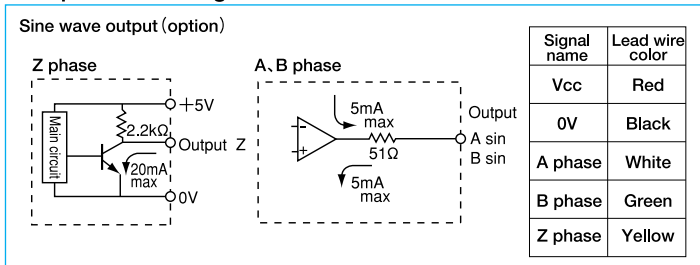 Sine wave output (option)
Z phase
+5V
Main circuit
2.2kΩ
Output Z
20mA
max
0V
A、B phase
5mA
max
51Ω
5mA
max
Output
A sin
B sin
Signal name Lead wire color
Vcc Red
0V Black
A phase White
B phase Green
Z phase Yellow